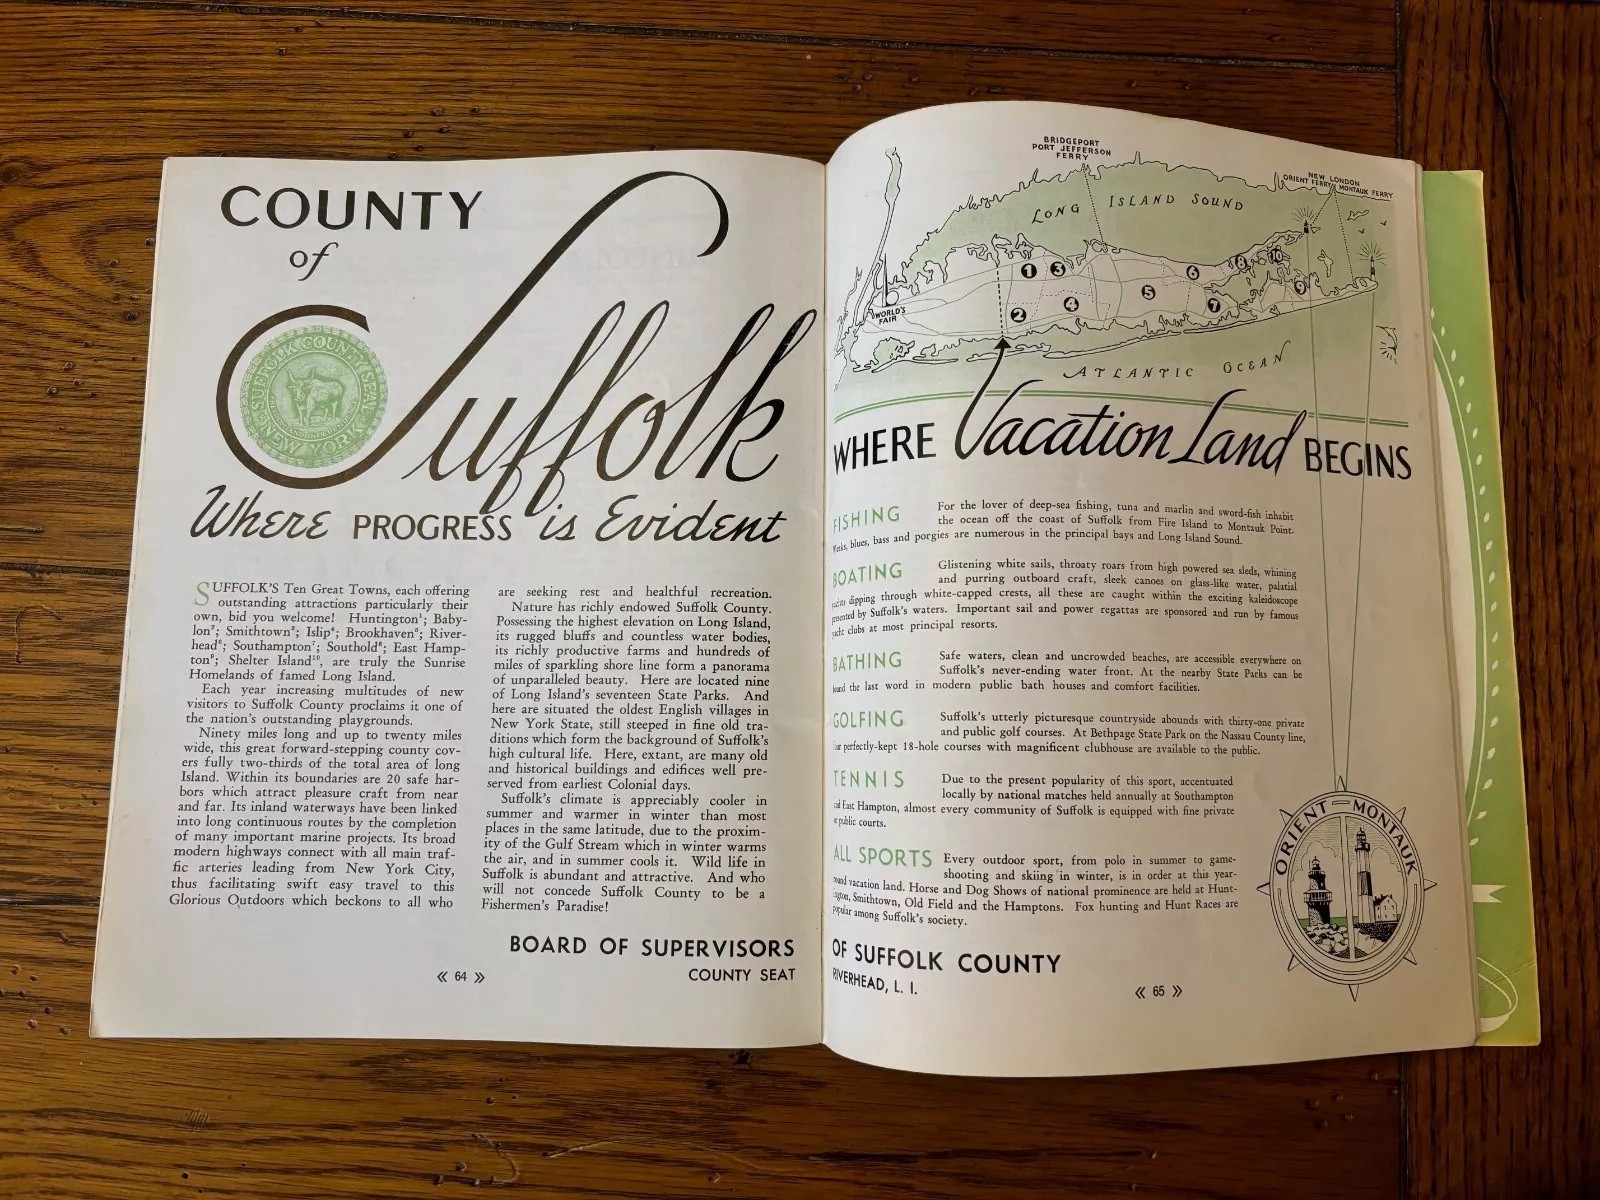 COUNTY
of
Suffolk
SUFFOLK COUNTY SEAL
NEW YORK
Where PROGRESS is Evident
SUFFOLK'S Ten Great Towns, each offering
outstanding attractions particularly their
own, bid you welcome! Huntington¹; Baby-
lon²; Smithtown³; Islip⁴; Brookhaven⁵; River-
head⁶; Southampton⁷; Southold⁸; East Hamp-
ton⁹; Shelter Island¹⁰, are truly the Sunrise
Homelands of famed Long Island.
Each year increasing multitudes of new
visitors to Suffolk County proclaims it one of
the nation's outstanding playgrounds.
Ninety miles long and up to twenty miles
wide, this great forward-stepping county cov-
ers fully two-thirds of the total area of long
Island. Within its boundaries are 20 safe har-
bors which attract pleasure craft from near
and far. Its inland waterways have been linked
into long continuous routes by the completion
of many important marine projects. Its broad
modern highways connect with all main traf-
fic arteries leading from New York City,
thus facilitating swift easy travel to this
Glorious Outdoors which beckons to all who
are seeking rest and healthful recreation.
Nature has richly endowed Suffolk County.
Possessing the highest elevation on Long Island,
its rugged bluffs and countless water bodies,
its richly productive farms and hundreds of
miles of sparkling shore line form a panorama
of unparalleled beauty. Here are located nine
of Long Island's seventeen State Parks. And
here are situated the oldest English villages in
New York State, still steeped in fine old tra-
ditions which form the background of Suffolk's
high cultural life. Here, extant, are many old
and historical buildings and edifices well pre-
served from earliest Colonial days.
Suffolk's climate is appreciably cooler in
summer and warmer in winter than most
places in the same latitude, due to the proxim-
ity of the Gulf Stream which in winter warms
the air, and in summer cools it. Wild life in
Suffolk is abundant and attractive. And who
will not concede Suffolk County to be a
Fishermen's Paradise!
BOARD OF SUPERVISORS
COUNTY SEAT
« 64 »
BRIDGEPORT
PORT JEFFERSON
FERRY
NEW LONDON
ORIENT FERRY MONTAUK FERRY
LONG ISLAND SOUND
1 3 6 8 10
2 4 5 7 9
WORLD'S
FAIR
ATLANTIC OCEAN
WHERE Vacation Land BEGINS
FISHING For the lover of deep-sea fishing, tuna and marlin and sword-fish inhabit
the ocean off the coast of Suffolk from Fire Island to Montauk Point.
blues, bass and porgies are numerous in the principal bays and Long Island Sound.
BOATING Glistening white sails, throaty roars from high powered sea sleds, whining
and purring outboard craft, sleek canoes on glass-like water, palatial
dipping through white-capped crests, all these are caught within the exciting kaleidoscope
presented by Suffolk's waters. Important sail and power regattas are sponsored and run by famous
yacht clubs at most principal resorts.
BATHING Safe waters, clean and uncrowded beaches, are accessible everywhere on
Suffolk's never-ending water front. At the nearby State Parks can be
found the last word in modern public bath houses and comfort facilities.
GOLFING Suffolk's utterly picturesque countryside abounds with thirty-one private
and public golf courses. At Bethpage State Park on the Nassau County line,
perfectly-kept 18-hole courses with magnificent clubhouse are available to the public.
TENNIS Due to the present popularity of this sport, accentuated
locally by national matches held annually at Southampton
and East Hampton, almost every community of Suffolk is equipped with fine private
or public courts.
ALL SPORTS Every outdoor sport, from polo in summer to game-
shooting and skiing in winter, is in order at this year-
round vacation land. Horse and Dog Shows of national prominence are held at Hunt-
ington, Smithtown, Old Field and the Hamptons. Fox hunting and Hunt Races are
popular among Suffolk's society.
OF SUFFOLK COUNTY
RIVERHEAD, L. I.
« 65 »
ORIENT — MONTAUK